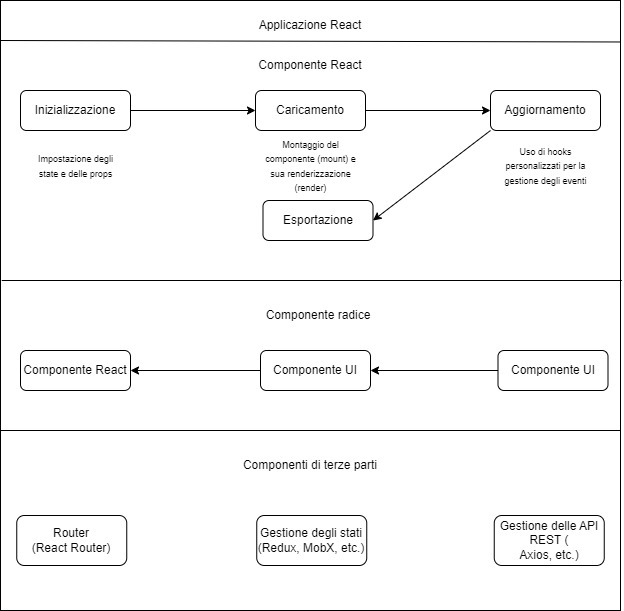 Applicazione React
Componente React
Inizializzazione
Caricamento
Aggiornamento
Impostazione degli
state e delle props
Montaggio del
componente (mount) e
sua renderizzazione
(render)
Uso di hooks
personalizzati per la
gestione degli eventi
Esportazione
Componente radice
Componente React
Componente UI
Componente UI
Componenti di terze parti
Router
(React Router)
Gestione degli stati
(Redux, MobX, etc.)
Gestione delle API
REST (
Axios, etc.)